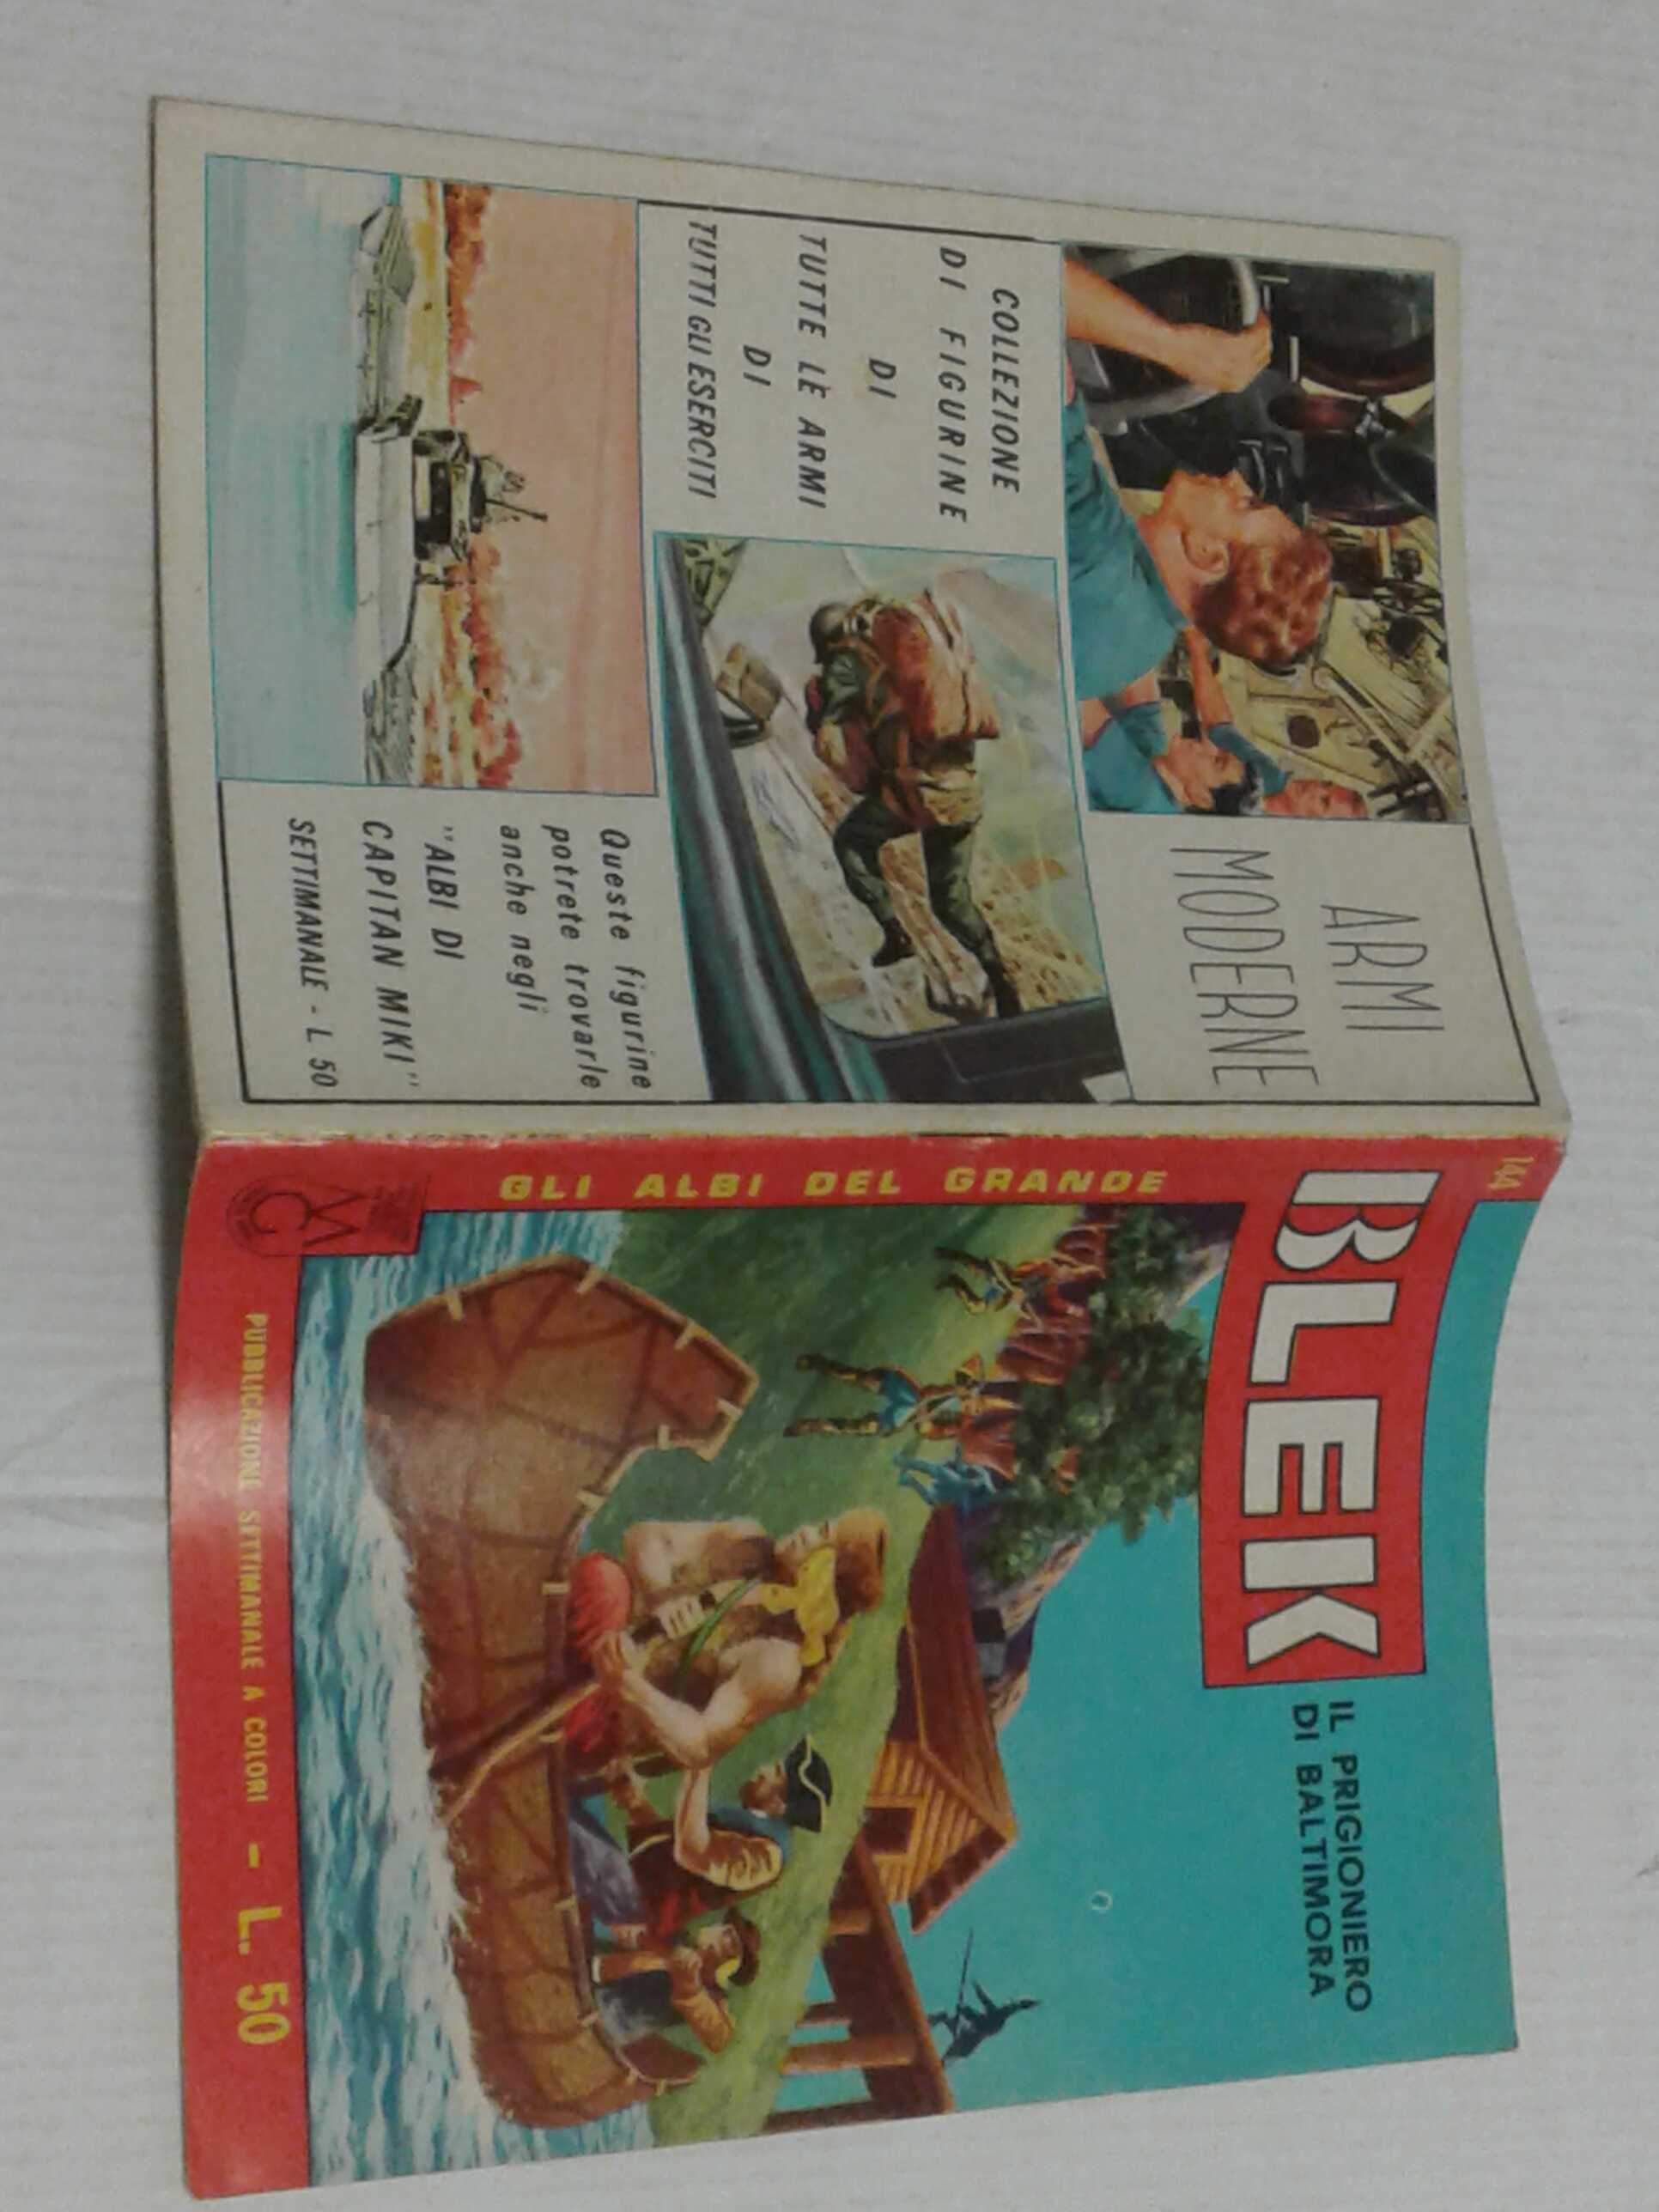 ARMI
MODERNE
COLLEZIONE
DI FIGURINE
DI
TUTTE LE ARMI
DI
TUTTI GLI ESERCITI
Queste figurine
potrete trovarle
anche negli
"ALBI DI
CAPITAN MIKI"
SETTIMANALE - L 50
144
GLI ALBI DEL GRANDE
BLEK
IL PRIGIONIERO
DI BALTIMORA
PUBBLICAZIONE SETTIMANALE A COLORI - L. 50